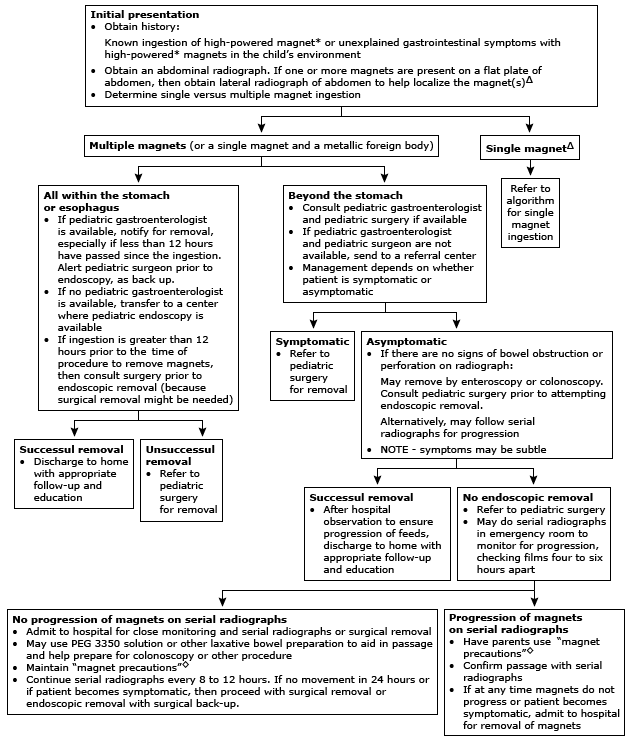 Initial presentation
• Obtain history:
Known ingestion of high-powered magnet* or unexplained gastrointestinal symptoms with
high-powered* magnets in the child's environment
• Obtain an abdominal radiograph. If one or more magnets are present on a flat plate of
abdomen, then obtain lateral radiograph of abdomen to help localize the magnet(s)Δ
• Determine single versus multiple magnet ingestion
Multiple magnets (or a single magnet and a metallic foreign body)
Single magnetΔ
All within the stomach
or esophagus
• If pediatric gastroenterologist
is available, notify for removal,
especially if less than 12 hours
have passed since the ingestion.
Alert pediatric surgeon prior to
endoscopy, as back up.
• If no pediatric gastroenterologist
is available, transfer to a center
where pediatric endoscopy is
available
• If ingestion is greater than 12
hours prior to the time of
procedure to remove magnets,
then consult surgery prior to
endoscopic removal (because
surgical removal might be needed)
Beyond the stomach
• Consult pediatric gastroenterologist
and pediatric surgery if available
• If pediatric gastroenterologist
and pediatric surgeon are not
available, send to a referral center
• Management depends on whether
patient is symptomatic or
asymptomatic
Refer to
algorithm
for single
magnet
ingestion
Symptomatic
• Refer to
pediatric
surgery
for removal
Asymptomatic
• If there are no signs of bowel obstruction or
perforation on radiograph:
May remove by enteroscopy or colonoscopy.
Consult pediatric surgery prior to attempting
endoscopic removal.
Alternatively, may follow serial
radiographs for progression
• NOTE - symptoms may be subtle
Successul removal
• Discharge to home
with appropriate
follow-up and
education
Unsuccessul
removal
• Refer to
pediatric
surgery
for removal
Successul removal
• After hospital
observation to ensure
progression of feeds,
discharge to home with
appropriate follow-up
and education
No endoscopic removal
• Refer to pediatric surgery
• May do serial radiographs
in emergency room to
monitor for progression,
checking films four to six
hours apart
No progression of magnets on serial radiographs
• Admit to hospital for close monitoring and serial radiographs or surgical removal
• May use PEG 3350 solution or other laxative bowel preparation to aid in passage
and help prepare for colonoscopy or other procedure
• Maintain "magnet precautions"◇
• Continue serial radiographs every 8 to 12 hours. If no movement in 24 hours or
if patient becomes symptomatic, then proceed with surgical removal or
endoscopic removal with surgical back-up.
Progression of magnets
on serial radiographs
• Have parents use "magnet
precautions"◇
• Confirm passage with serial
radiographs
• If at any time magnets do not
progress or patient becomes
symptomatic, admit to hospital
for removal of magnets